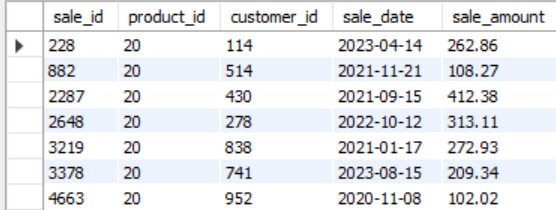 sale_id product_id customer_id sale_date sale_amount
228 20 114 2023-04-14 262.86
882 20 514 2021-11-21 108.27
2287 20 430 2021-09-15 412.38
2648 20 278 2022-10-12 313.11
3219 20 838 2021-01-17 272.93
3378 20 741 2023-08-15 209.34
4663 20 952 2020-11-08 102.02